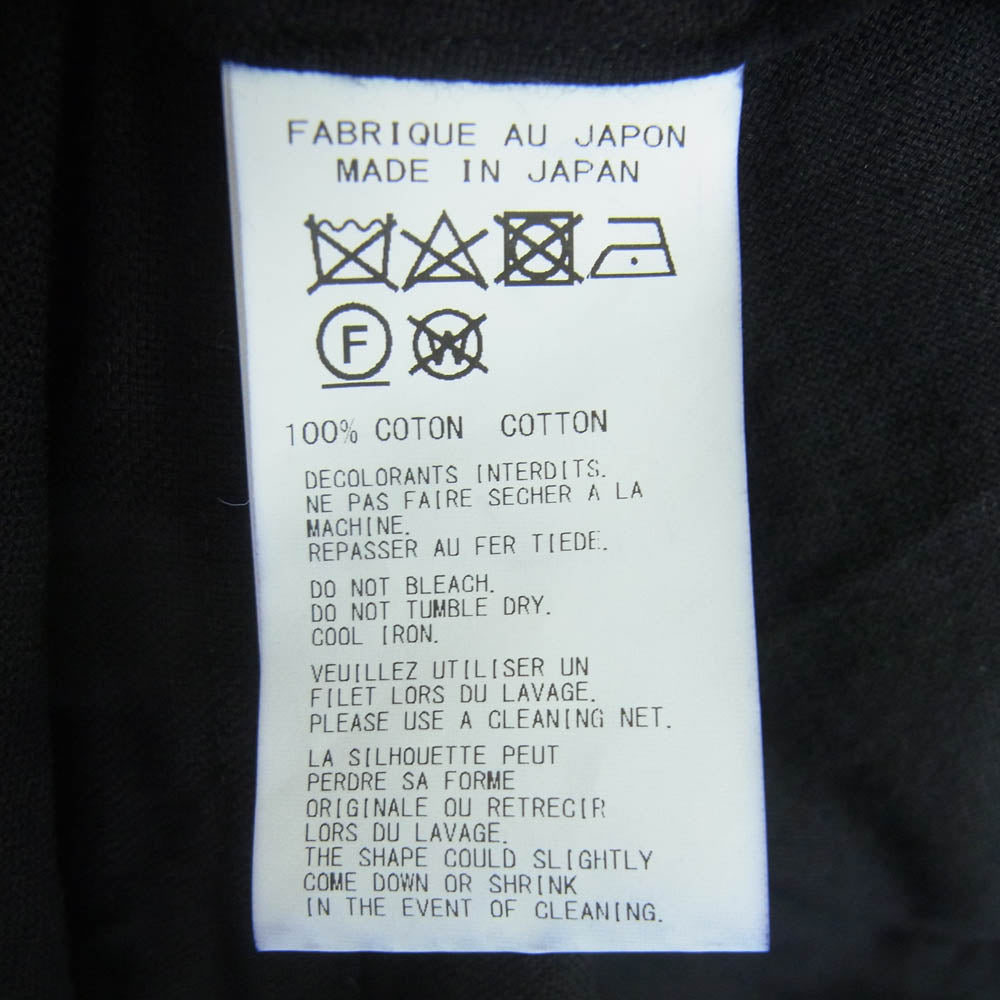 FABRIQUE AU JAPON
MADE IN JAPAN
F W
100% COTON COTTON
DECOLORANTS INTERDITS.
NE PAS FAIRE SECHER A LA
MACHINE.
REPASSER AU FER TIEDE.
DO NOT BLEACH.
DO NOT TUMBLE DRY.
COOL IRON.
VEUILLEZ UTILISER UN
FILET LORS DU LAVAGE.
PLEASE USE A CLEANING NET.
LA SILHOUETTE PEUT
PERDRE SA FORME
ORIGINALE OU RETRECIR
LORS DU LAVAGE.
THE SHAPE COULD SLIGHTLY
COME DOWN OR SHRINK
IN THE EVENT OF CLEANING.